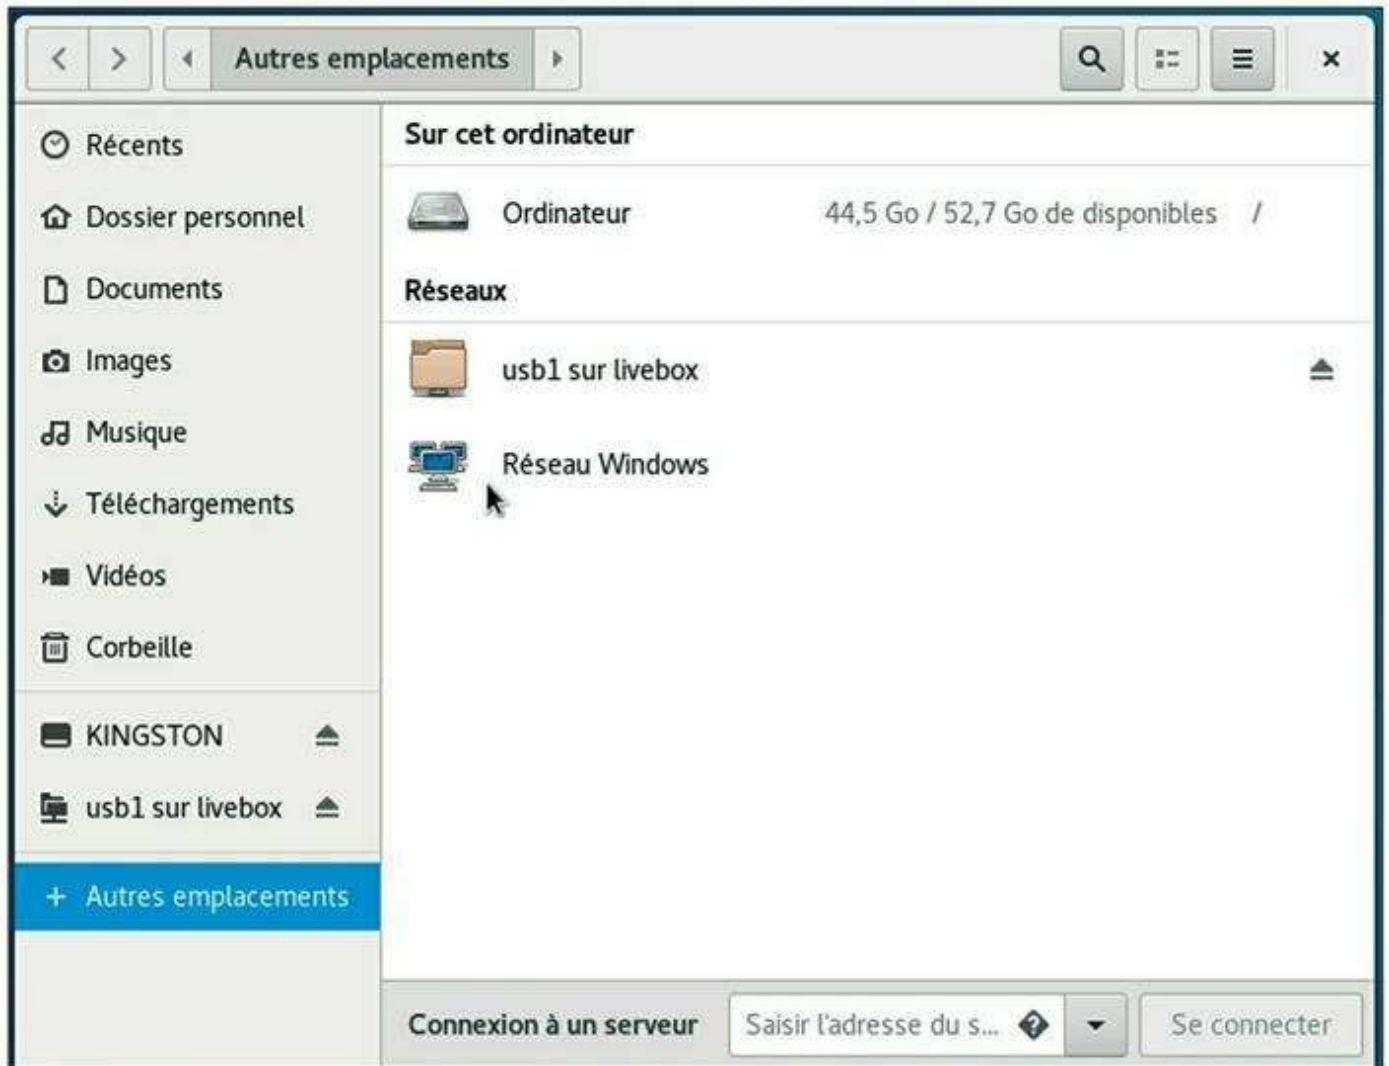 Autres emplacements
Récents
Dossier personnel
Documents
Images
Musique
Téléchargements
Vidéos
Corbeille
KINGSTON
usb1 sur livebox
+ Autres emplacements
Sur cet ordinateur
Ordinateur 44,5 Go / 52,7 Go de disponibles /
Réseaux
usb1 sur livebox
Réseau Windows
Connexion à un serveur Saisir l'adresse du s... Se connecter